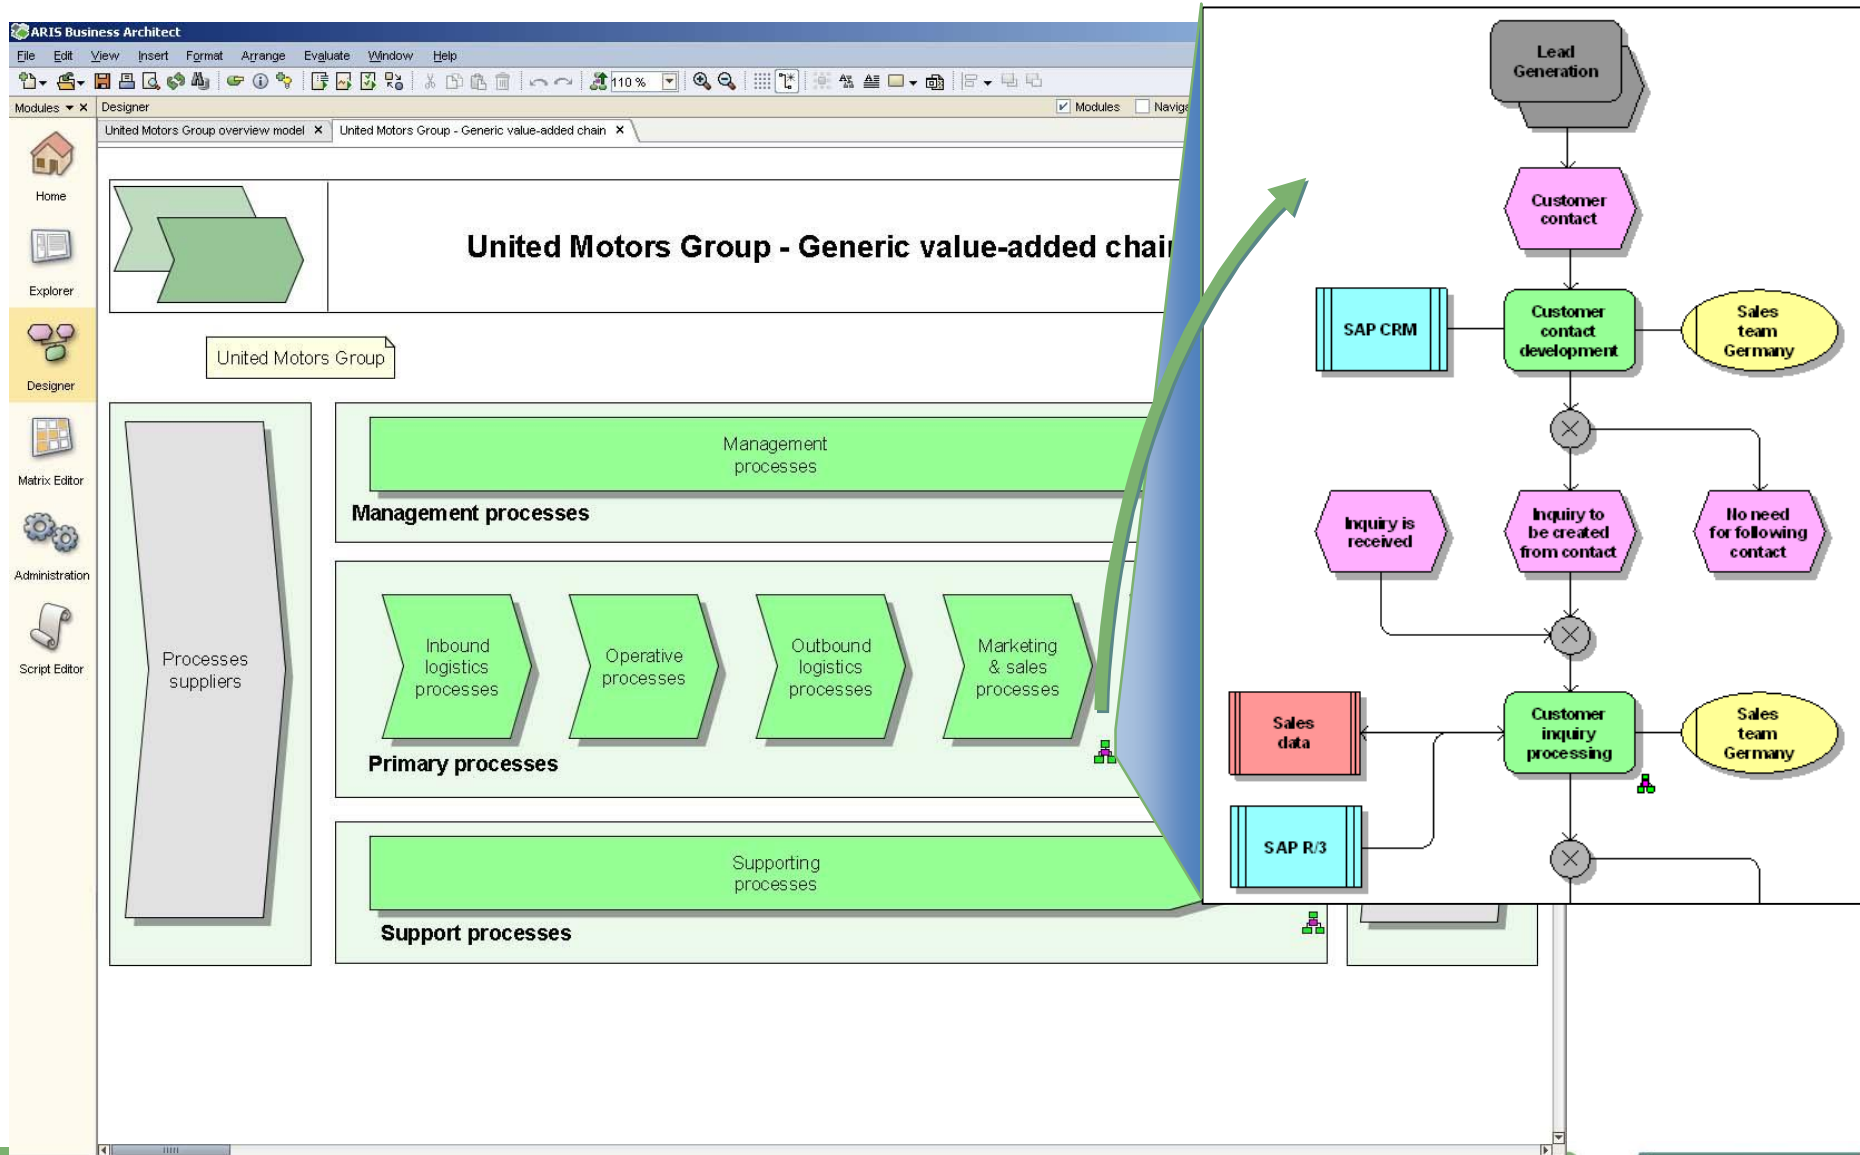 ARIS Business Architect
File Edit View Insert Format Arrange Evaluate Window Help
110 %
Modules
Designer
Modules
United Motors Group overview model
United Motors Group - Generic value-added chain
Home
Explorer
Designer
Matrix Editor
Administration
Script Editor
United Motors Group - Generic value-added chain
United Motors Group
Processes
suppliers
Management
processes
Management processes
Inbound
logistics
processes
Operative
processes
Outbound
logistics
processes
Marketing
& sales
processes
Primary processes
Supporting
processes
Support processes
Lead
Generation
Customer
contact
SAP CRM
Customer
contact
development
Sales
team
Germany
Inquiry is
received
Inquiry to
be created
from contact
No need
for following
contact
Sales
data
Customer
inquiry
processing
Sales
team
Germany
SAP R/3